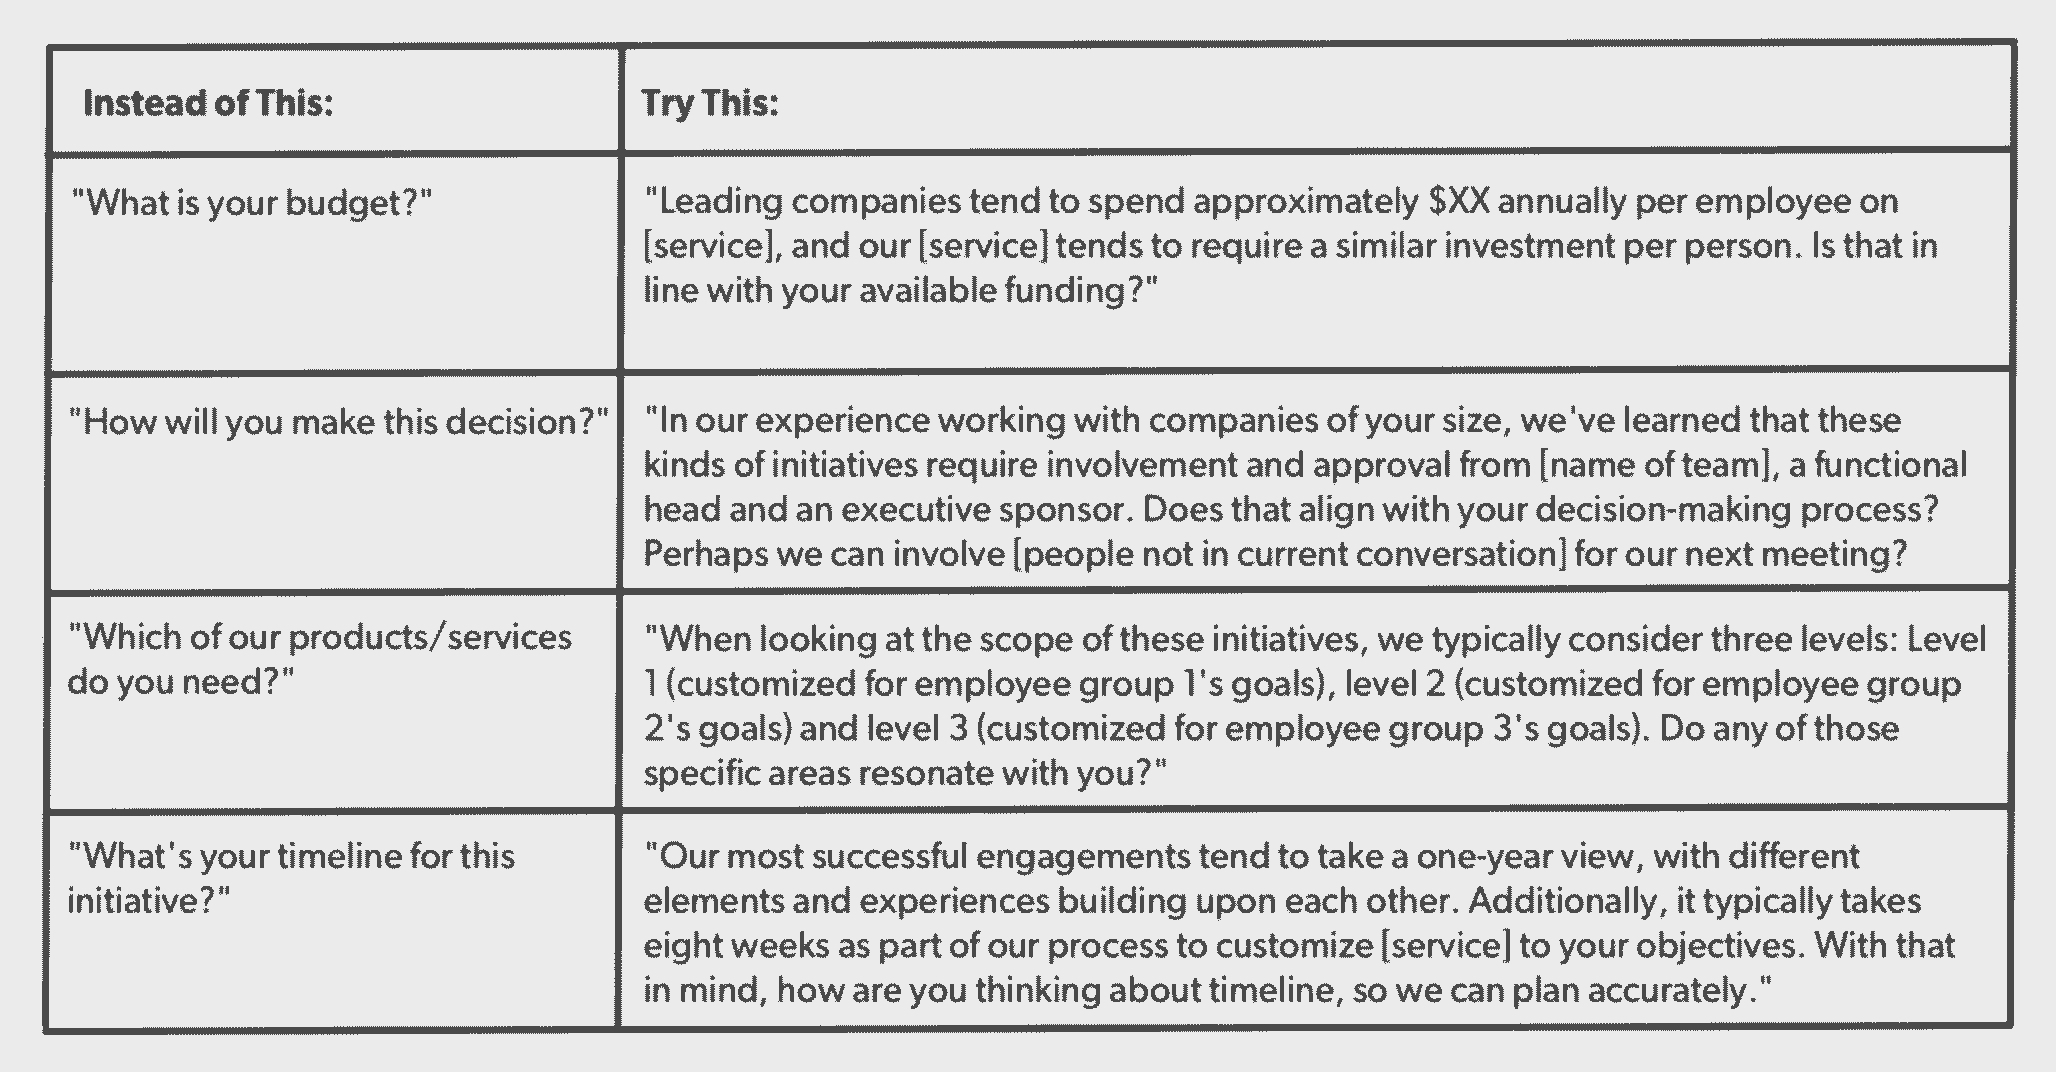 Instead of This:
Try This:
"What is your budget?"
"Leading companies tend to spend approximately $XX annually per employee on
[service], and our [service] tends to require a similar investment per person. Is that in
line with your available funding?"
"How will you make this decision?"
"In our experience working with companies of your size, we've learned that these
kinds of initiatives require involvement and approval from [name of team], a functional
head and an executive sponsor. Does that align with your decision-making process?
Perhaps we can involve [people not in current conversation] for our next meeting?
"Which of our products/services
do you need?"
"When looking at the scope of these initiatives, we typically consider three levels: Level
1 (customized for employee group 1's goals), level 2 (customized for employee group
2's goals) and level 3 (customized for employee group 3's goals). Do any of those
specific areas resonate with you?"
"What's your timeline for this
initiative?"
"Our most successful engagements tend to take a one-year view, with different
elements and experiences building upon each other. Additionally, it typically takes
eight weeks as part of our process to customize [service] to your objectives. With that
in mind, how are you thinking about timeline, so we can plan accurately."